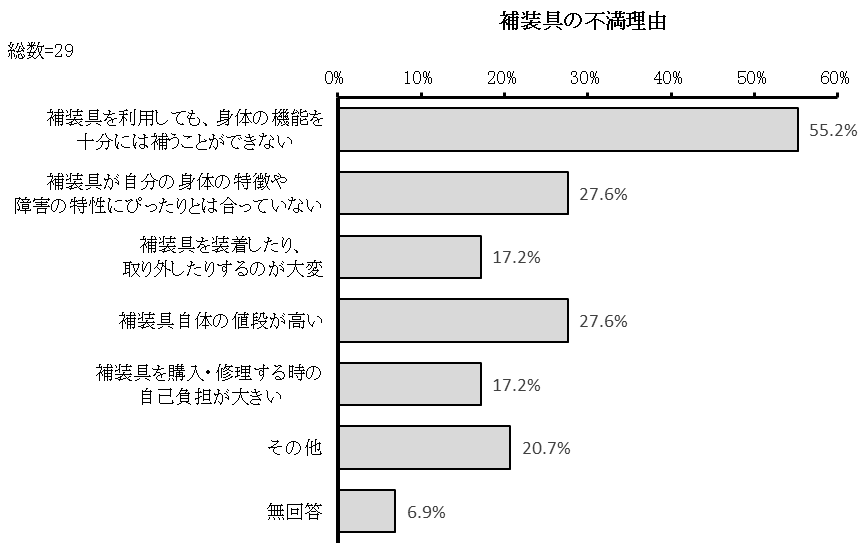 補装具の不満理由
総数=29
0% 10% 20% 30% 40% 50% 60%
補装具を利用しても、身体の機能を
十分には補うことができない
55.2%
補装具が自分の身体の特徴や
障害の特性にぴったりとは合っていない
27.6%
補装具を装着したり、
取り外したりするのが大変
17.2%
補装具自体の値段が高い
27.6%
補装具を購入・修理する時の
自己負担が大きい
17.2%
その他
20.7%
無回答
6.9%